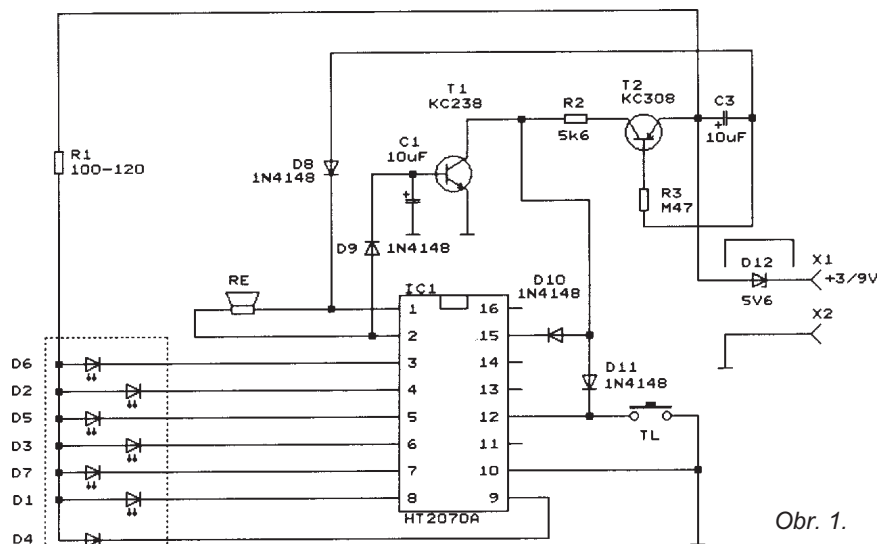 T1
KC238
R2
5k6
T2
KC308
C3
+
10uF
C1
10uF
+
R1
100-120
D8
1N4148
R3
M47
D9
1N4148
D12
5V6
X1
+3/9V
X2
RE
IC1
D10
1N4148
D11
1N4148
TL
1
2
3
4
5
6
7
8
16
15
14
13
12
11
10
9
HT2070A
D6
D2
D5
D3
D7
D1
D4
Obr. 1.